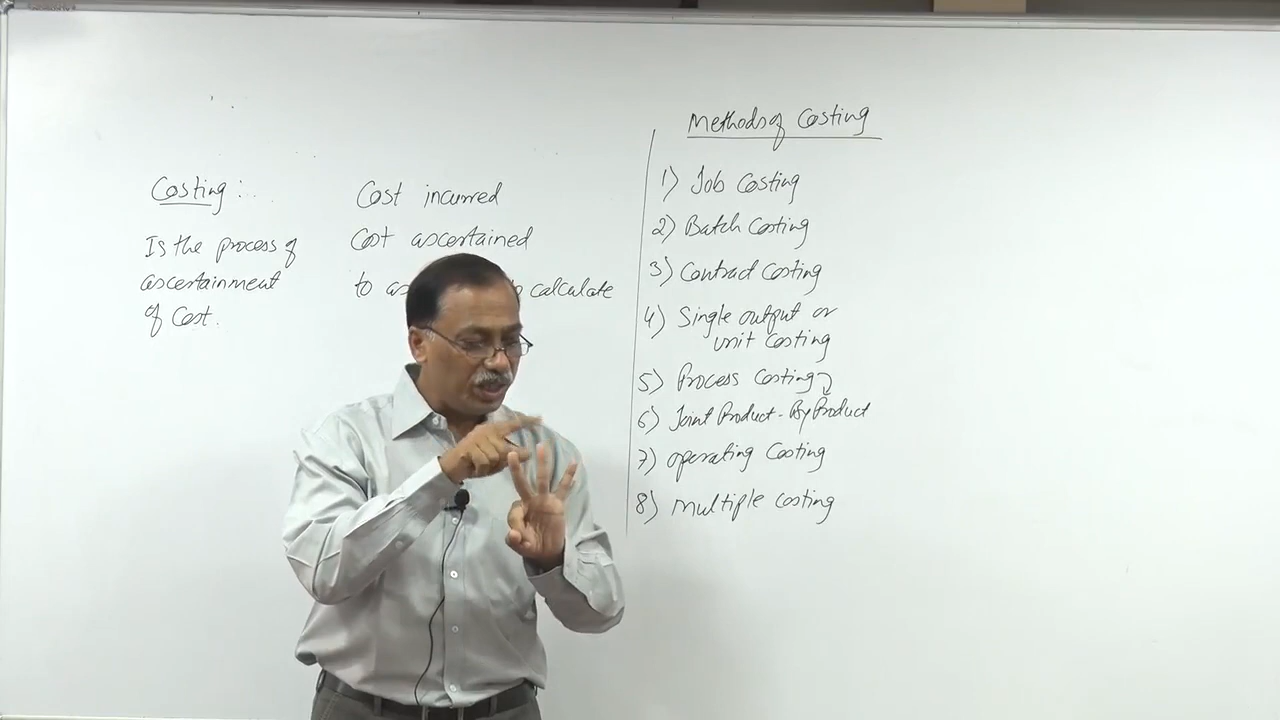 Costing :
Is the process of
ascertainment
of Cost.
Cost incurred
Cost ascertained
to calculate
Methods of Costing
1) Job Costing
2) Batch Costing
3) Contract Costing
4) Single output or
unit Costing
5) Process Costing
6) Joint Product - By Product
7) operating Costing
8) multiple costing